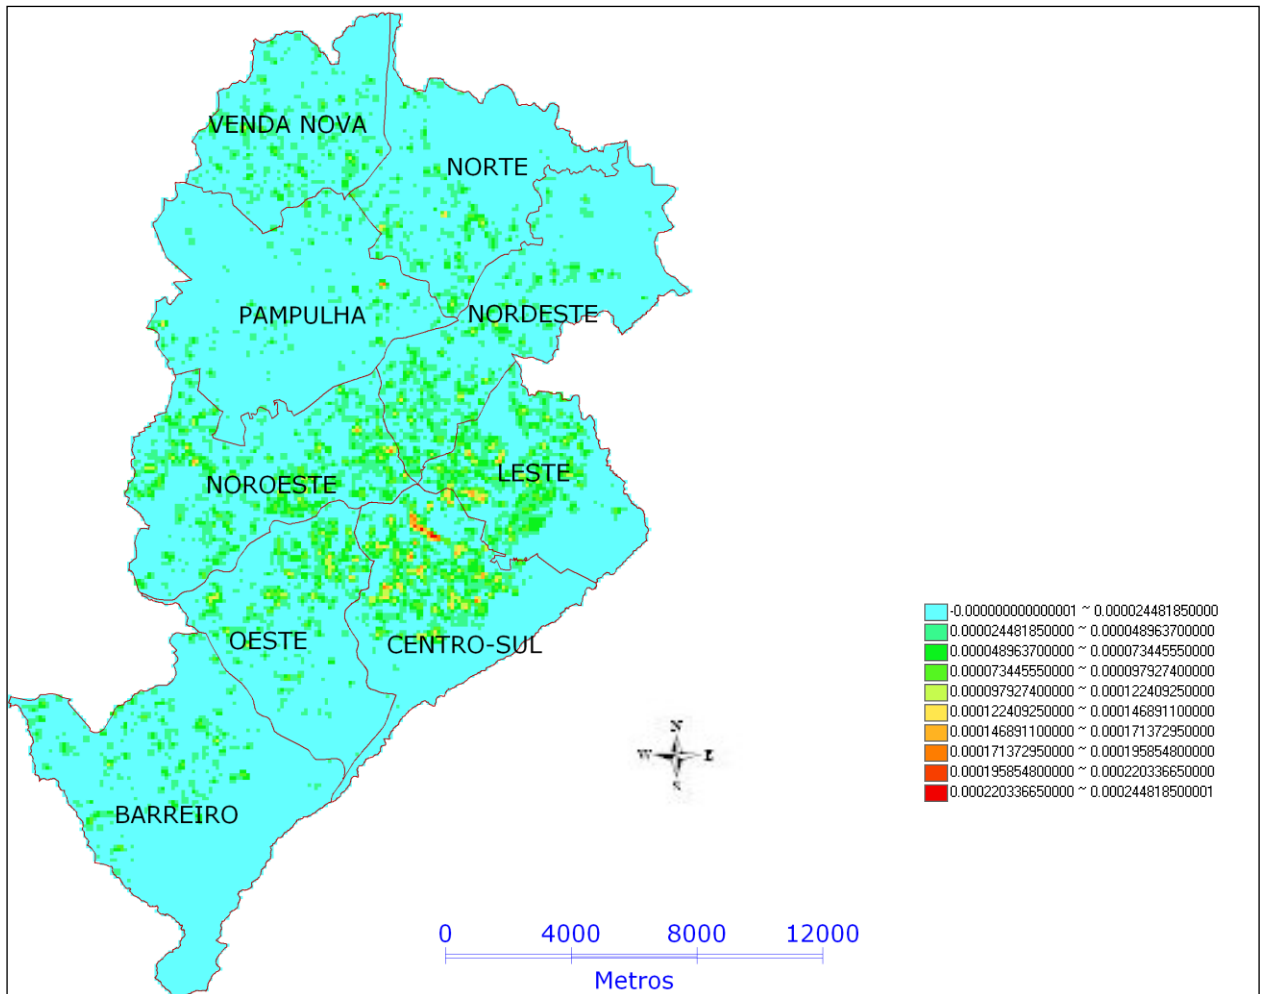 VENDA NOVA
NORTE
PAMPULHA
NORDESTE
NOROESTE
LESTE
OESTE
CENTRO-SUL
BARREIRO
-0.000000000000001 ~ 0.000024481850000
0.000024481850000 ~ 0.000048963700000
0.000048963700000 ~ 0.000073445550000
0.000073445550000 ~ 0.000097927400000
0.000097927400000 ~ 0.000122409250000
0.000122409250000 ~ 0.000146891100000
0.000146891100000 ~ 0.000171372950000
0.000171372950000 ~ 0.000195854800000
0.000195854800000 ~ 0.000220336650000
0.000220336650000 ~ 0.000244818500001
N
W E
S
0 4000 8000 12000
Metros